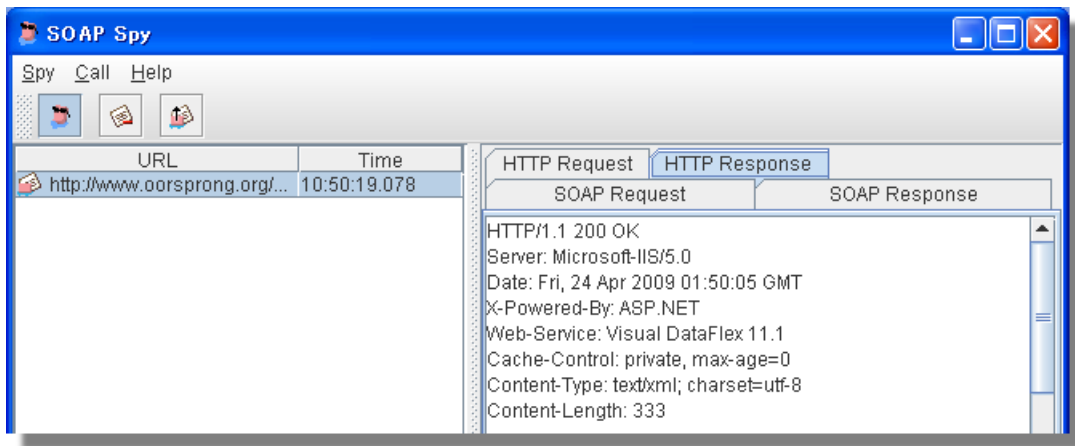 SOAP Spy
Spy Call Help
URL Time
http://www.oorsprong.org/... 10:50:19.078
HTTP Request HTTP Response
SOAP Request SOAP Response
HTTP/1.1 200 OK
Server: Microsoft-IIS/5.0
Date: Fri, 24 Apr 2009 01:50:05 GMT
X-Powered-By: ASP.NET
Web-Service: Visual DataFlex 11.1
Cache-Control: private, max-age=0
Content-Type: text/xml; charset=utf-8
Content-Length: 333